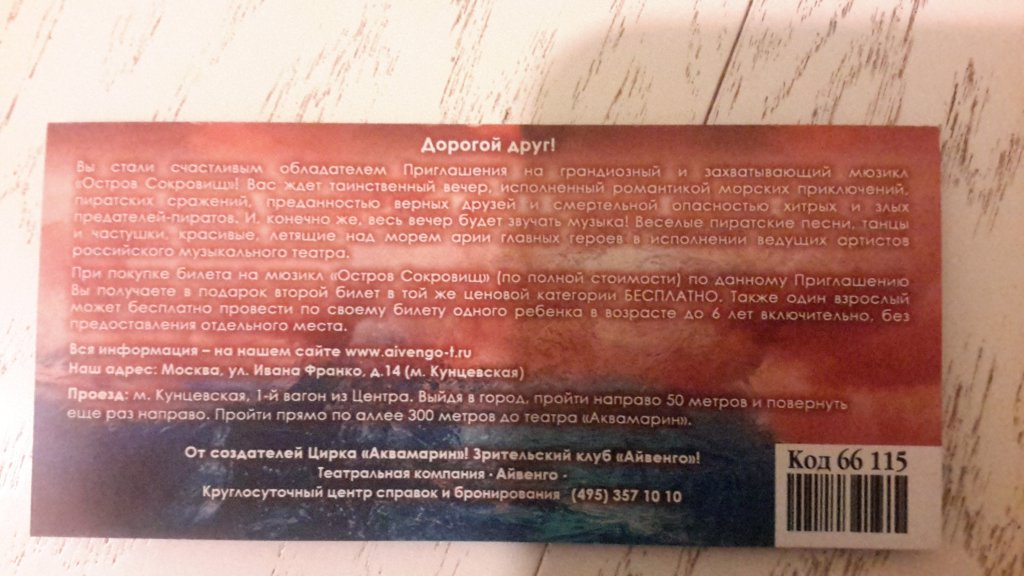 Дорогой друг!
Вы стали счастливым обладателем Приглашения на грандиозный и захватывающий мюзикл
«Остров Сокровищ»! Вас ждет таинственный вечер, исполненный романтикой морских приключений,
пиратских сражений, преданностью верных друзей и смертельной опасностью хитрых и злых
предателей-пиратов. И, конечно же, весь вечер будет звучать музыка! Веселые пиратские песни, танцы
и частушки, красивые, летящие над морем арии главных героев в исполнении ведущих артистов
российского музыкального театра.
При покупке билета на мюзикл «Остров Сокровищ» (по полной стоимости) по данному Приглашению
Вы получаете в подарок второй билет в той же ценовой категории БЕСПЛАТНО. Также один взрослый
может бесплатно провести по своему билету одного ребенка в возрасте до 6 лет включительно, без
предоставления отдельного места.
Вся информация – на нашем сайте www.aivengo-t.ru
Наш адрес: Москва, ул. Ивана Франко, д.14 (м. Кунцевская)
Проезд: м. Кунцевская, 1-й вагон из Центра. Выйдя в город, пройти направо 50 метров и повернуть
еще раз направо. Пройти прямо по аллее 300 метров до театра «Аквамарин».
От создателей Цирка «Аквамарин»! Зрительский клуб «Айвенго»!
Театральная компания - Айвенго -
Круглосуточный центр справок и бронирования (495) 357 10 10
Код 66 115